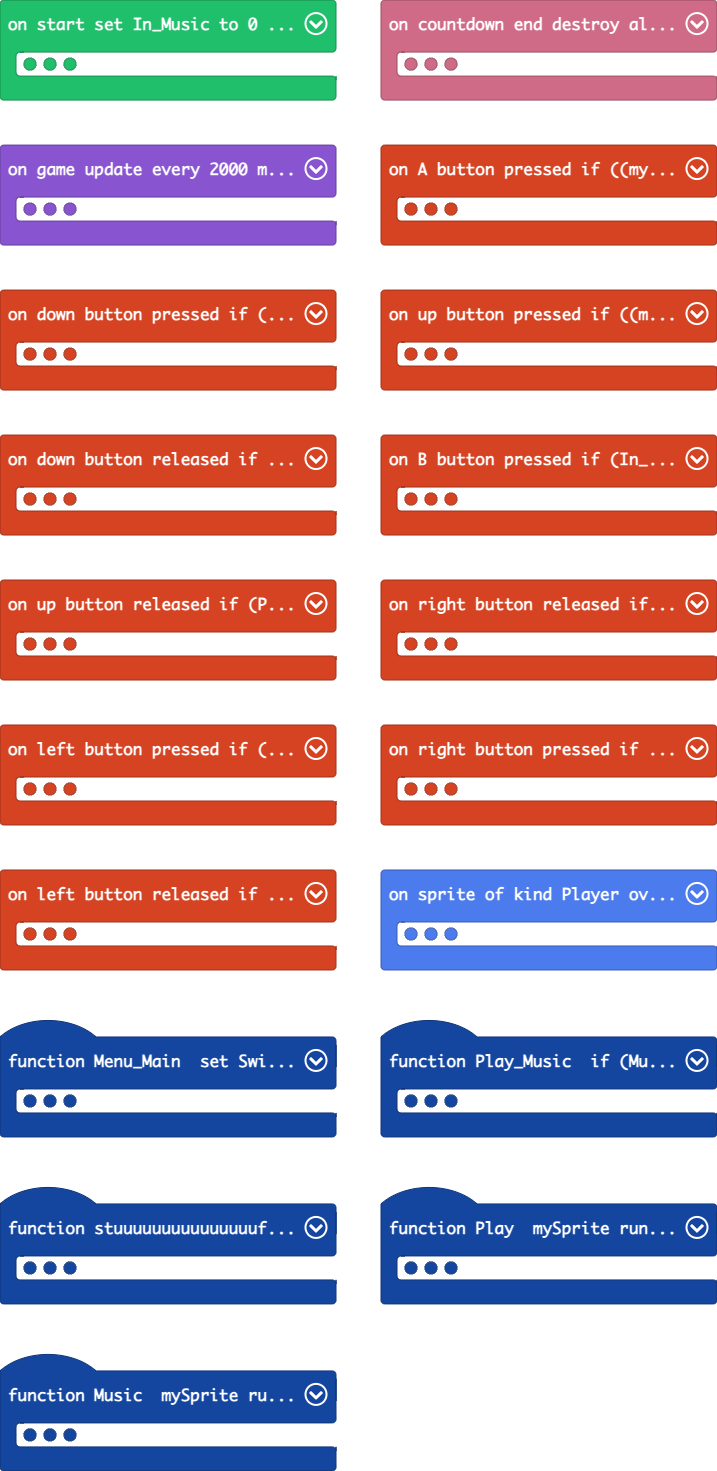 on start set In_Music to 0 ...
on countdown end destroy al...
on game update every 2000 m...
on A button pressed if ((my...
on down button pressed if (...
on up button pressed if ((m...
on down button released if ...
on B button pressed if (In_...
on up button released if (P...
on right button released if...
on left button pressed if (...
on right button pressed if ...
on left button released if ...
on sprite of kind Player ov...
function Menu_Main set Swi...
function Play_Music if (Mu...
function stuuuuuuuuuuuuuuuf...
function Play mySprite run...
function Music mySprite ru...